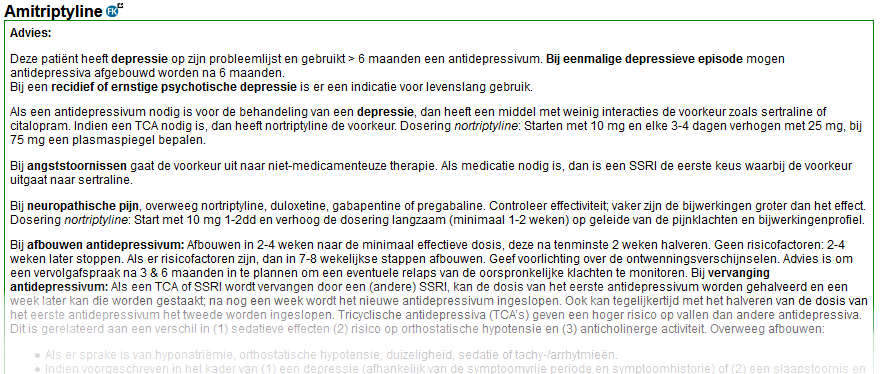 Amitriptyline FK
Advies:
Deze patiënt heeft depressie op zijn probleemlijst en gebruikt > 6 maanden een antidepressivum. Bij eenmalige depressieve episode mogen
antidepressiva afgebouwd worden na 6 maanden.
Bij een recidief of ernstige psychotische depressie is er een indicatie voor levenslang gebruik.
Als een antidepressivum nodig is voor de behandeling van een depressie, dan heeft een middel met weinig interacties de voorkeur zoals sertraline of
citalopram. Indien een TCA nodig is, dan heeft nortriptyline de voorkeur. Dosering nortriptyline: Starten met 10 mg en elke 3-4 dagen verhogen met 25 mg, bij
75 mg een plasmaspiegel bepalen.
Bij angststoornissen gaat de voorkeur uit naar niet-medicamenteuze therapie. Als medicatie nodig is, dan is een SSRI de eerste keus waarbij de voorkeur
uitgaat naar sertraline.
Bij neuropathische pijn, overweeg nortriptyline, duloxetine, gabapentine of pregabaline. Controleer effectiviteit; vaker zijn de bijwerkingen groter dan het effect.
Dosering nortriptyline: Start met 10 mg 1-2dd en verhoog de dosering langzaam (minimaal 1-2 weken) op geleide van de pijnklachten en bijwerkingenprofiel.
Bij afbouwen antidepressivum: Afbouwen in 2-4 weken naar de minimaal effectieve dosis, deze na tenminste 2 weken halveren. Geen risicofactoren: 2-4
weken later stoppen. Als er risicofactoren zijn, dan in 7-8 wekelijkse stappen afbouwen. Geef voorlichting over de ontwenningsverschijnselen. Advies is om
een vervolgafspraak na 3 & 6 maanden in te plannen om een eventuele relaps van de oorspronkelijke klachten te monitoren. Bij vervanging
antidepressivum: Als een TCA of SSRI wordt vervangen door een (andere) SSRI, kan de dosis van het eerste antidepressivum worden gehalveerd en een
week later kan die worden gestaakt; na nog een week wordt het nieuwe antidepressivum ingeslopen. Ook kan tegelijkertijd met het halveren van de dosis van
het eerste antidepressivum het tweede worden ingeslopen. Tricyclische antidepressiva (TCA's) geven een hoger risico op vallen dan andere antidepressiva.
Dit is gerelateerd aan een verschil in (1) sedatieve effecten (2) risico op orthostatische hypotensie en (3) anticholinerge activiteit. Overweeg afbouwen:
● Als er sprake is van hyponatriëmie, orthostatische hypotensie, duizeligheid, sedatie of tachy-/arrhytmieën.
● Indien voorgeschreven in het kader van (1) een depressie (afhankelijk van de symptoomvrije periode en symptoomhistorie) of (2) een slaapstoornis en